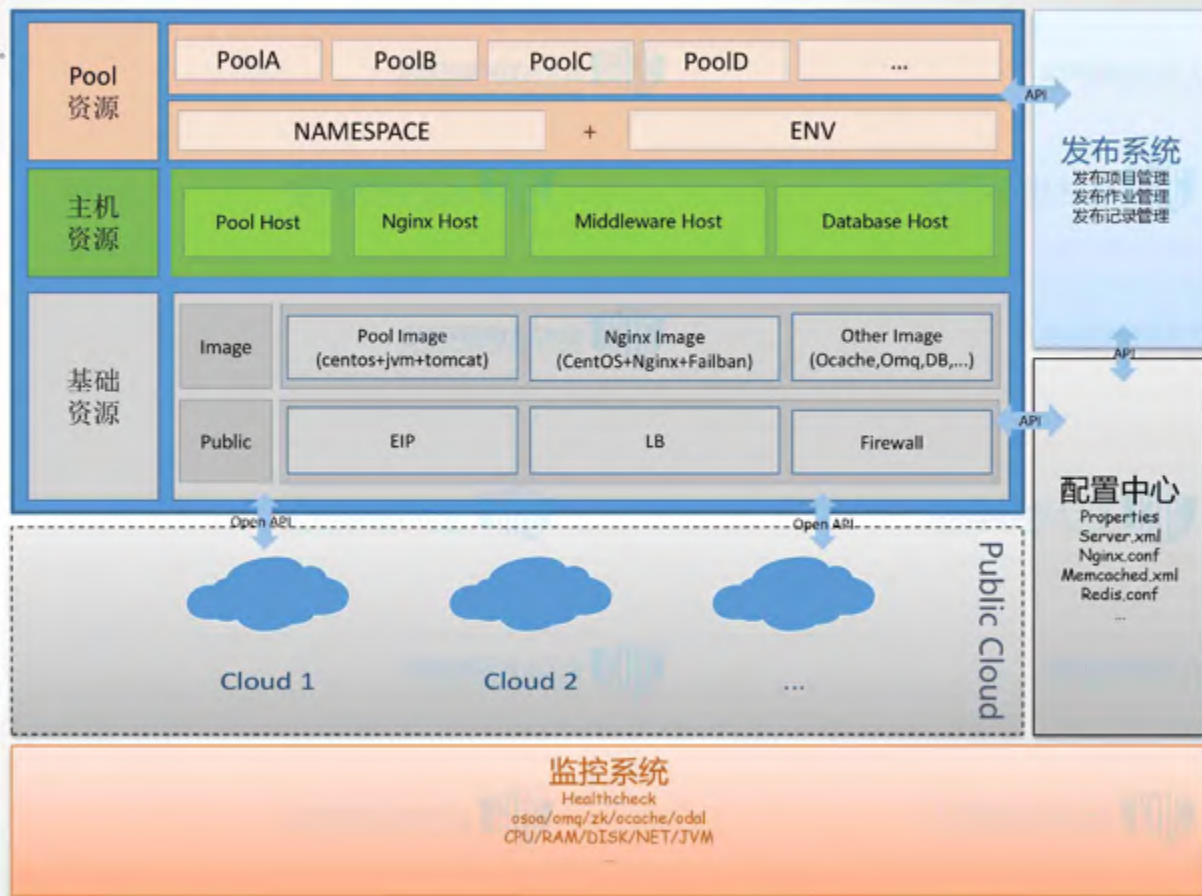 Pool
资源
PoolA
PoolB
PoolC
PoolD
...
NAMESPACE
+
ENV
API
主机
资源
Pool Host
Nginx Host
Middleware Host
Database Host
基础
资源
Image
Pool Image
(centos+jvm+tomcat)
Nginx Image
(CentOS+Nginx+Failban)
Other Image
(Ocache,Omq,DB,...)
Public
EIP
LB
Firewall
API
Open API
Open API
发布系统
发布项目管理
发布作业管理
发布记录管理
API
配置中心
Properties
Server.xml
Nginx.conf
Memcached.xml
Redis.conf
...
Cloud 1
Cloud 2
...
Public Cloud
监控系统
Healthcheck
osoa/omq/zk/ocache/odal
CPU/RAM/DISK/NET/JVM
...